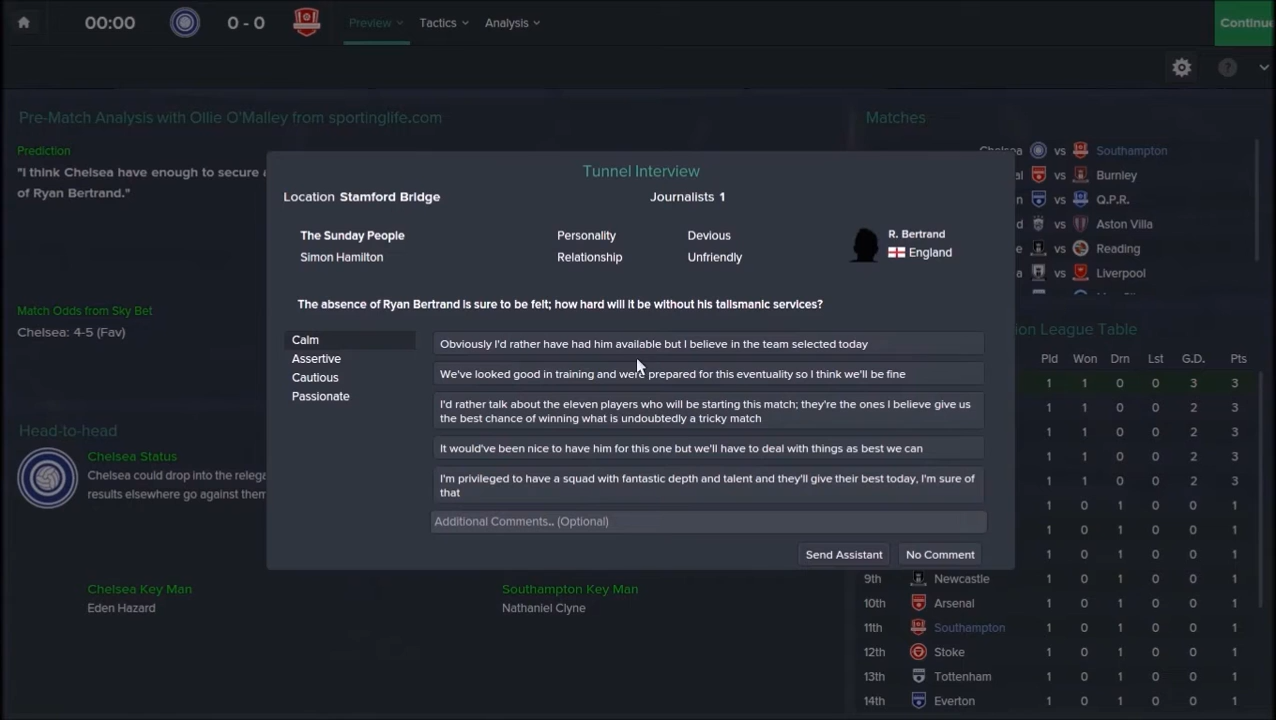 00:00
0 - 0
Preview
Tactics
Analysis
Continue
Pre-Match Analysis with Ollie O'Malley from sportinglife.com
Prediction
"I think Chelsea have enough to secure a
of Ryan Bertrand."
Match Odds from Sky Bet
Chelsea: 4-5 (Fav)
Head-to-head
Chelsea Status
Chelsea could drop into the relega
results elsewhere go against them
Chelsea Key Man
Eden Hazard
Southampton Key Man
Nathaniel Clyne
Tunnel Interview
Location Stamford Bridge
Journalists 1
The Sunday People
Personality
Devious
R. Bertrand
Simon Hamilton
Relationship
Unfriendly
England
The absence of Ryan Bertrand is sure to be felt; how hard will it be without his talismanic services?
Calm
Assertive
Cautious
Passionate
Obviously I'd rather have had him available but I believe in the team selected today
We've looked good in training and were prepared for this eventuality so I think we'll be fine
I'd rather talk about the eleven players who will be starting this match; they're the ones I believe give us
the best chance of winning what is undoubtedly a tricky match
It would've been nice to have him for this one but we'll have to deal with things as best we can
I'm privileged to have a squad with fantastic depth and talent and they'll give their best today, I'm sure of
that
Additional Comments.. (Optional)
Send Assistant
No Comment
Matches
Chelsea vs Southampton
al vs Burnley
n vs Q.P.R.
d vs Aston Villa
e vs Reading
a vs Liverpool
ion League Table
Pld Won Drn Lst G.D. Pts
1 1 0 0 3 3
1 1 0 0 2 3
1 1 0 0 2 3
1 1 0 0 2 3
1 1 0 0 2 3
1 0 1 0 0 1
1 0 1 0 0 1
1 0 1 0 0 1
9th Newcastle 1 0 1 0 0 1
10th Arsenal 1 0 1 0 0 1
11th Southampton 1 0 1 0 0 1
12th Stoke 1 0 1 0 0 1
13th Tottenham 1 0 1 0 0 1
14th Everton 1 0 1 0 0 1